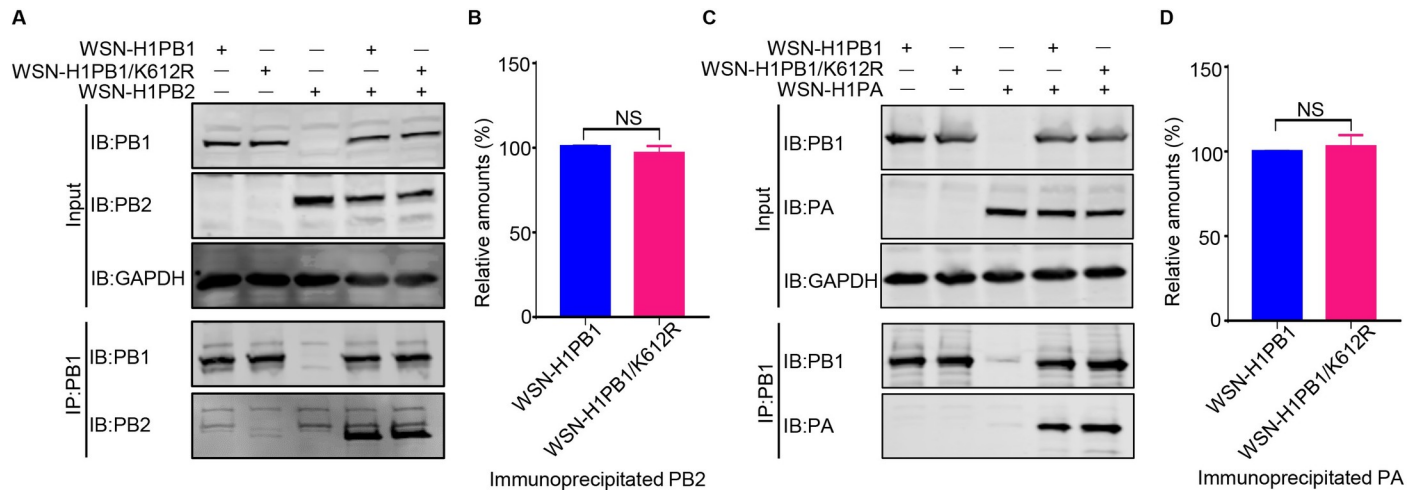 A
WSN-H1PB1 + — — + —
WSN-H1PB1/K612R — + — — +
WSN-H1PB2 — — + + +
Input
IB:PB1
IB:PB2
IB:GAPDH
IP:PB1
IB:PB1
IB:PB2
B
Relative amounts (%)
150
100
50
0
NS
WSN-H1PB1
WSN-H1PB1/K612R
Immunoprecipitated PB2
C
WSN-H1PB1 + — — + —
WSN-H1PB1/K612R — + — — +
WSN-H1PA — — + + +
Input
IB:PB1
IB:PA
IB:GAPDH
IP:PB1
IB:PB1
IB:PA
D
Relative amounts (%)
150
100
50
0
NS
WSN-H1PB1
WSN-H1PB1/K612R
Immunoprecipitated PA